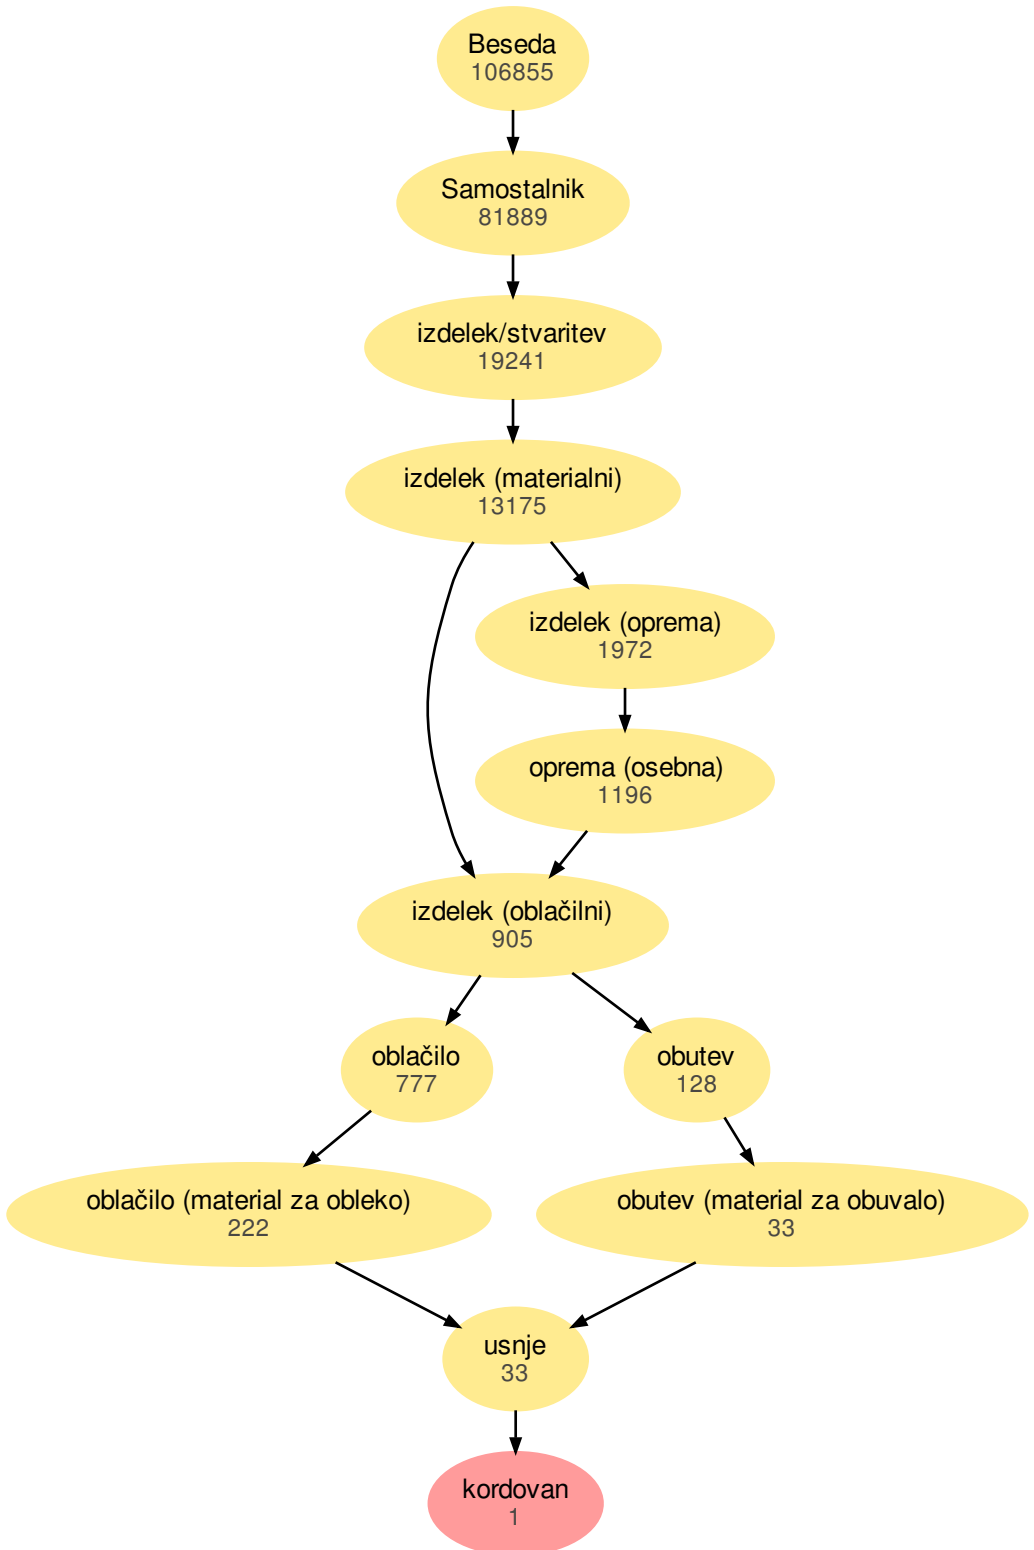 Beseda
106855
Samostalnik
81889
izdelek/stvaritev
19241
izdelek (materialni)
13175
izdelek (oprema)
1972
oprema (osebna)
1196
izdelek (oblačilni)
905
oblačilo
777
obutev
128
oblačilo (material za obleko)
222
obutev (material za obuvalo)
33
usnje
33
kordovan
1